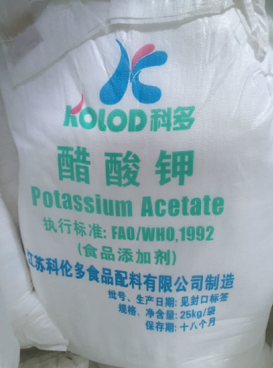 KOLOD科多
醋酸钾
Potassium Acetate
执行标准: FAO/WHO,1992
(食品添加剂)
江苏科伦多食品配料有限公司制造
批号、生产日期: 见封口标签
规格、净含量: 25kg/袋
保存期: 十八个月